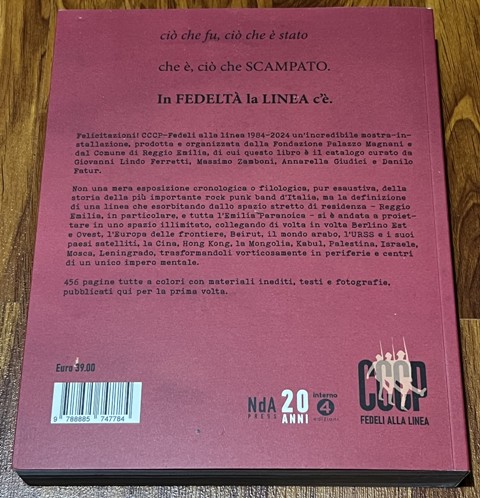 ciò che fu, ciò che è stato
che è, ciò che SCAMPATO.
In FEDELTÀ la LINEA c'è.
Felicitazioni! CCCP-Fedeli alla linea 1984-2024 un'incredibile mostra-in-
stallazione, prodotta e organizzata dalla Fondazione Palazzo Magnani e
dal Comune di Reggio Emilia, di cui questo libro è il catalogo curato da
Giovanni Lindo Ferretti, Massimo Zamboni, Annarella Giudici e Danilo
Fatur.
Non una mera esposizione cronologica o filologica, pur esaustiva, della
storia della più importante rock punk band d'Italia, ma la definizione
di una linea che esorbitando dallo spazio stretto di residenza - Reggio
Emilia, in particolare, e tutta l'Emilia Paranoica - si è andata a proiet-
tare in uno spazio illimitato, collegando di volta in volta Berlino Est
e Ovest, l'Europa delle frontiere, Beirut, il mondo arabo, l'URSS e i suoi
paesi satelliti, la Cina, Hong Kong, la Mongolia, Kabul, Palestina, Israele,
Mosca, Leningrado, trasformandoli vorticosamente in periferie e centri
di un unico impero mentale.
456 pagine tutte a colori con materiali inediti, testi e fotografie,
pubblicati qui per la prima volta.
Euro 39.00
9 788885 747784
NdA
PRESS
20
ANNI
interno
4
edizioni
CCCP
FEDELI ALLA LINEA